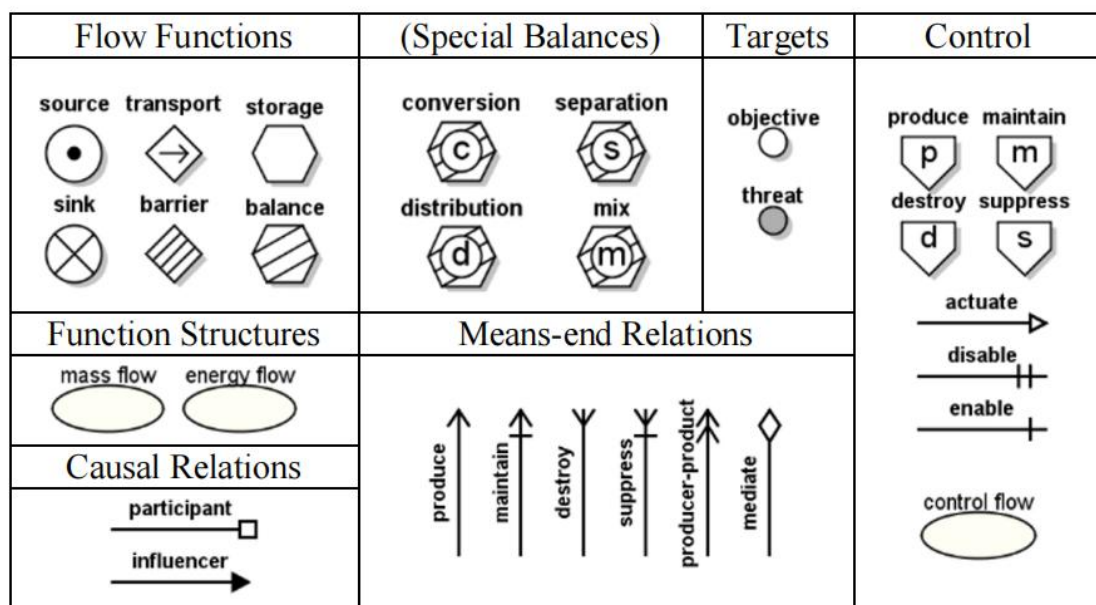 Flow Functions
(Special Balances)
Targets
Control
source transport storage
sink barrier balance
conversion separation
c s
distribution mix
d m
objective
threat
produce maintain
p m
destroy suppress
d s
actuate
disable
enable
control flow
Function Structures
mass flow energy flow
Causal Relations
participant
influencer
Means-end Relations
produce
maintain
destroy
suppress
producer-product
mediate